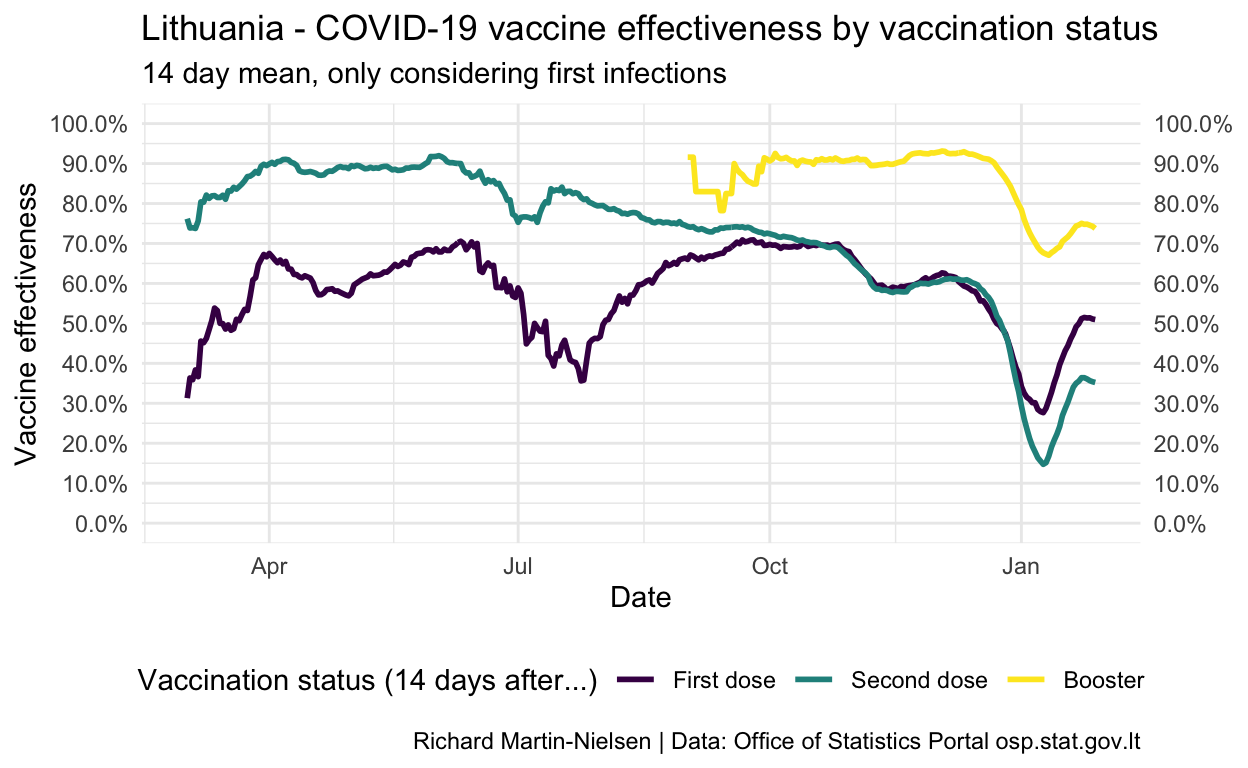 Lithuania - COVID-19 vaccine effectiveness by vaccination status
14 day mean, only considering first infections
Vaccine effectiveness
100.0% 100.0%
90.0% 90.0%
80.0% 80.0%
70.0% 70.0%
60.0% 60.0%
50.0% 50.0%
40.0% 40.0%
30.0% 30.0%
20.0% 20.0%
10.0% 10.0%
0.0% 0.0%
Apr Jul Oct Jan
Date
Vaccination status (14 days after...) First dose Second dose Booster
Richard Martin-Nielsen | Data: Office of Statistics Portal osp.stat.gov.lt